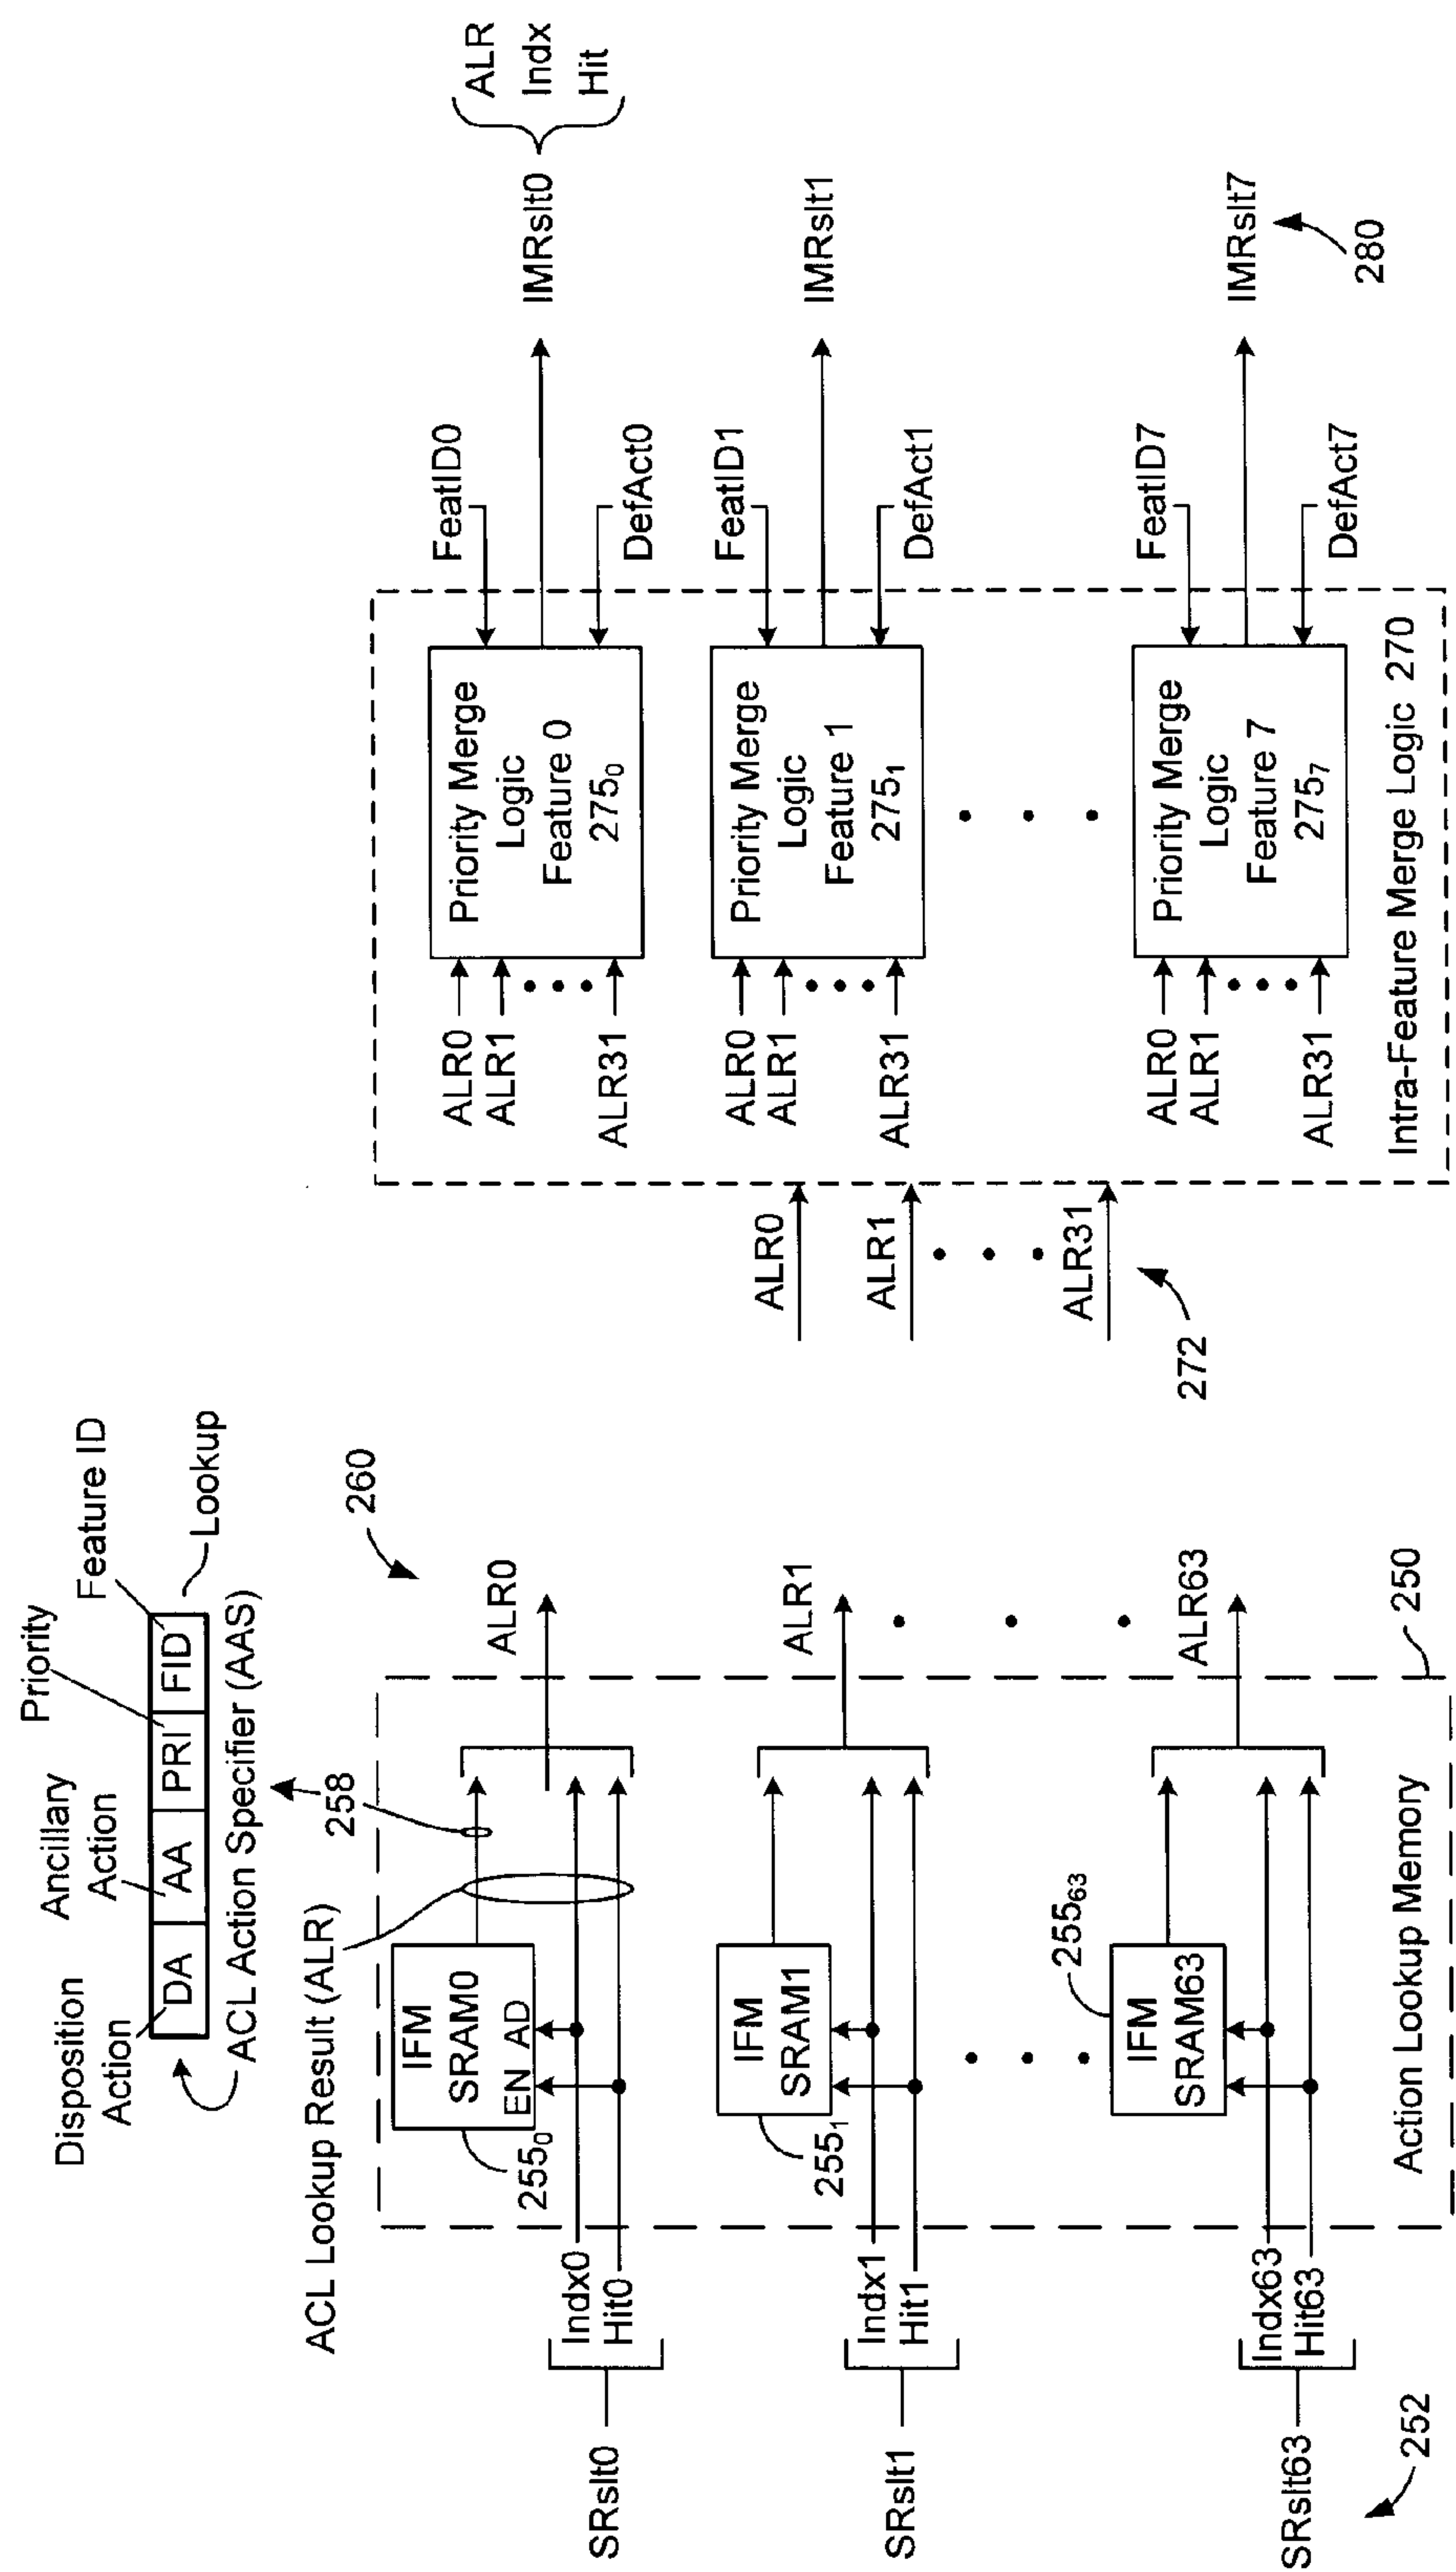 Disposition
Action
Ancillary
Action
Priority
Feature ID
DA AA PRI FID
Lookup
ACL Action Specifier (AAS)
ACL Lookup Result (ALR)
258
260
SRslt0
Indx0
Hit0
IFM
SRAM0
EN AD
255₀
ALR0
SRslt1
Indx1
Hit1
IFM
SRAM1
255₁
ALR1
SRslt63
Indx63
Hit63
IFM
SRAM63
255₆₃
ALR63
252
Action Lookup Memory
250
ALR0
ALR1
ALR31
272
ALR0
ALR1
ALR31
Priority Merge
Logic
Feature 0
275₀
FeatID0
DefAct0
IMRslt0
ALR
Indx
Hit
ALR0
ALR1
ALR31
Priority Merge
Logic
Feature 1
275₁
FeatID1
DefAct1
IMRslt1
ALR0
ALR1
ALR31
Priority Merge
Logic
Feature 7
275₇
FeatID7
DefAct7
IMRslt7
280
Intra-Feature Merge Logic 270